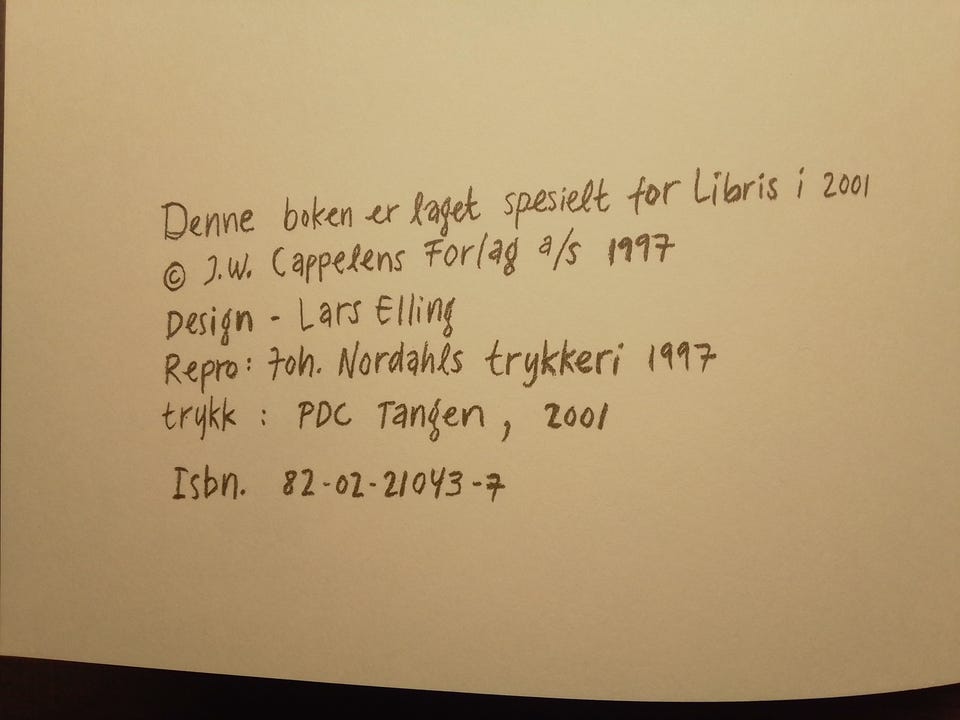 Denne boken er laget spesielt for Libris i 2001
© J.W. Cappelens Forlag a/s 1997
Design - Lars Elling
Repro: Joh. Nordahls trykkeri 1997
trykk : PDC Tangen, 2001
Isbn. 82-02-21043-7